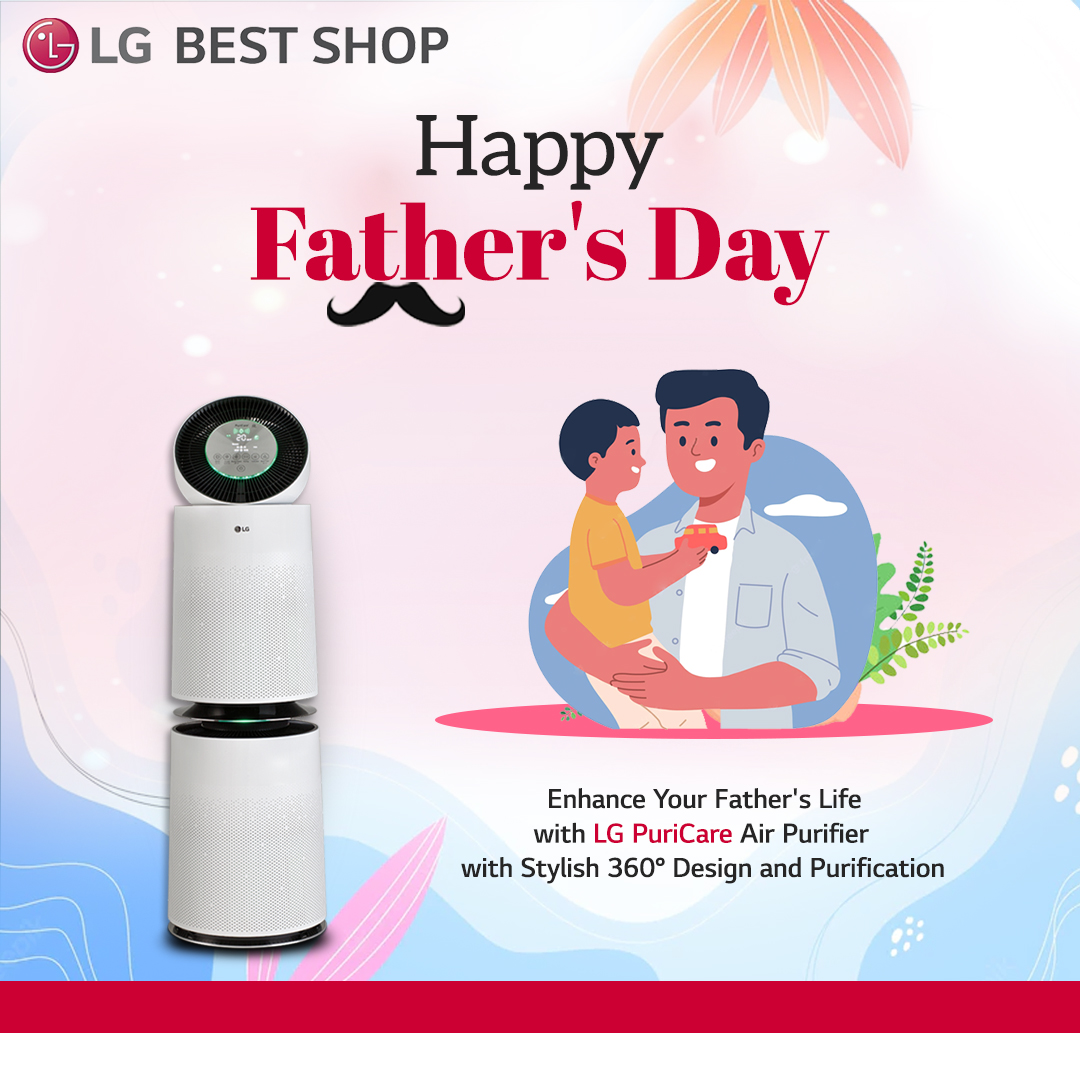 LG BEST SHOP
Happy
Father's Day
LG
Enhance Your Father's Life
with LG PuriCare Air Purifier
with Stylish 360° Design and Purification